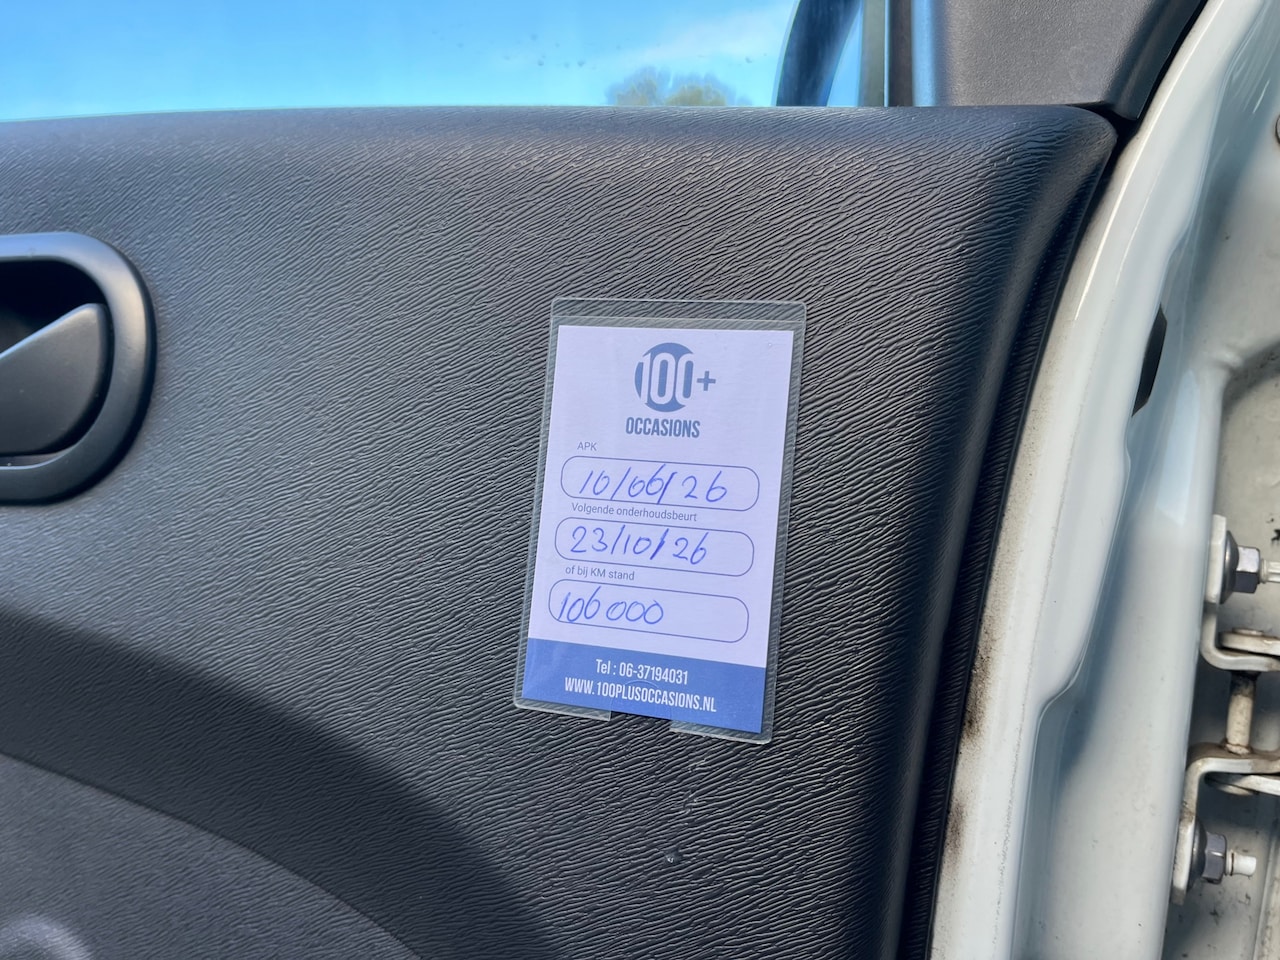 100+
OCCASIONS
APK
10/06/26
Volgende onderhoudsbeurt
23/10/26
of bij KM stand
106000
Tel : 06-37194031
WWW.100PLUSOCCASIONS.NL